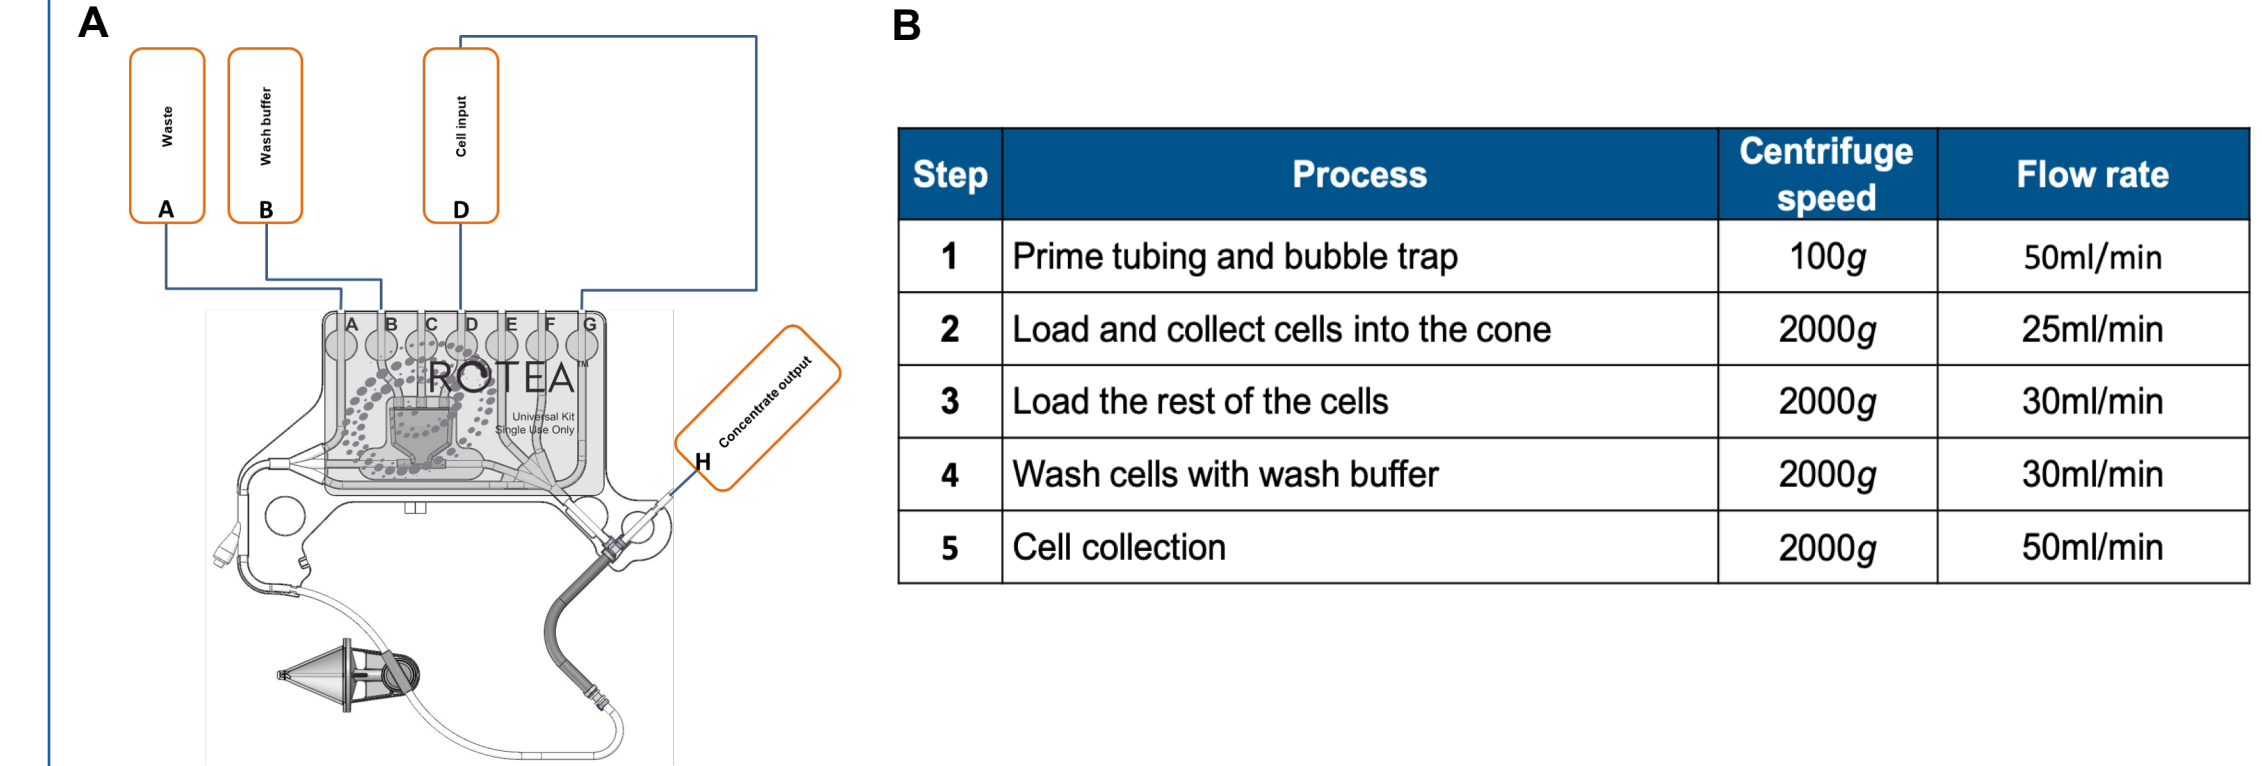 A
Waste
A
Wash buffer
B
Cell input
D
A B C D E F G
ROTEA™
Universal Kit
Single Use Only
Concentrate output
H
B
Step Process Centrifuge speed Flow rate
1 Prime tubing and bubble trap 100g 50ml/min
2 Load and collect cells into the cone 2000g 25ml/min
3 Load the rest of the cells 2000g 30ml/min
4 Wash cells with wash buffer 2000g 30ml/min
5 Cell collection 2000g 50ml/min